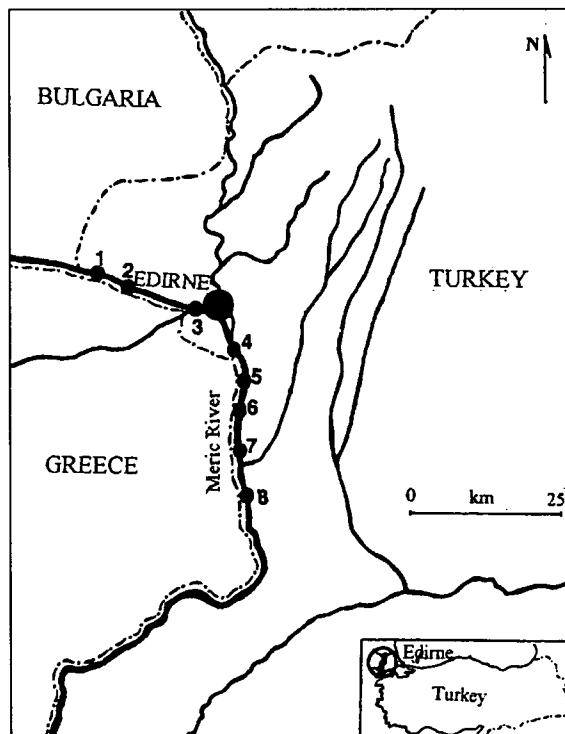 N
BULGARIA
1
2
EDIRNE
3
TURKEY
4
5
6
Meric River
7
GREECE
8
0 km 25
Edirne
Turkey